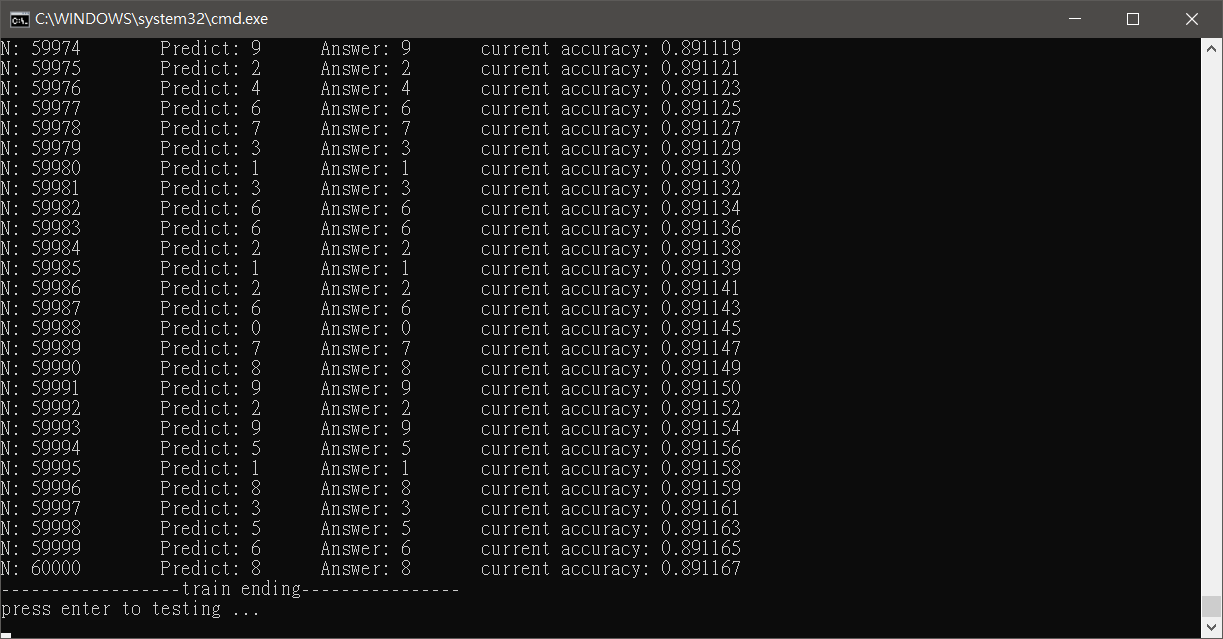 C:\WINDOWS\system32\cmd.exe
N: 59974 Predict: 9 Answer: 9 current accuracy: 0.891119
N: 59975 Predict: 2 Answer: 2 current accuracy: 0.891121
N: 59976 Predict: 4 Answer: 4 current accuracy: 0.891123
N: 59977 Predict: 6 Answer: 6 current accuracy: 0.891125
N: 59978 Predict: 7 Answer: 7 current accuracy: 0.891127
N: 59979 Predict: 3 Answer: 3 current accuracy: 0.891129
N: 59980 Predict: 1 Answer: 1 current accuracy: 0.891130
N: 59981 Predict: 3 Answer: 3 current accuracy: 0.891132
N: 59982 Predict: 6 Answer: 6 current accuracy: 0.891134
N: 59983 Predict: 6 Answer: 6 current accuracy: 0.891136
N: 59984 Predict: 2 Answer: 2 current accuracy: 0.891138
N: 59985 Predict: 1 Answer: 1 current accuracy: 0.891139
N: 59986 Predict: 2 Answer: 2 current accuracy: 0.891141
N: 59987 Predict: 6 Answer: 6 current accuracy: 0.891143
N: 59988 Predict: 0 Answer: 0 current accuracy: 0.891145
N: 59989 Predict: 7 Answer: 7 current accuracy: 0.891147
N: 59990 Predict: 8 Answer: 8 current accuracy: 0.891149
N: 59991 Predict: 9 Answer: 9 current accuracy: 0.891150
N: 59992 Predict: 2 Answer: 2 current accuracy: 0.891152
N: 59993 Predict: 9 Answer: 9 current accuracy: 0.891154
N: 59994 Predict: 5 Answer: 5 current accuracy: 0.891156
N: 59995 Predict: 1 Answer: 1 current accuracy: 0.891158
N: 59996 Predict: 8 Answer: 8 current accuracy: 0.891159
N: 59997 Predict: 3 Answer: 3 current accuracy: 0.891161
N: 59998 Predict: 5 Answer: 5 current accuracy: 0.891163
N: 59999 Predict: 6 Answer: 6 current accuracy: 0.891165
N: 60000 Predict: 8 Answer: 8 current accuracy: 0.891167
------------------train ending----------------
press enter to testing ...